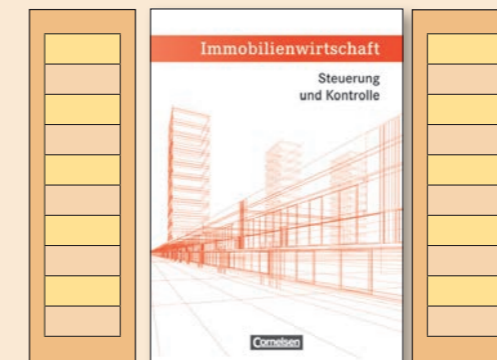 Immobilienwirtschaft
Steuerung
und Kontrolle
Cornelsen